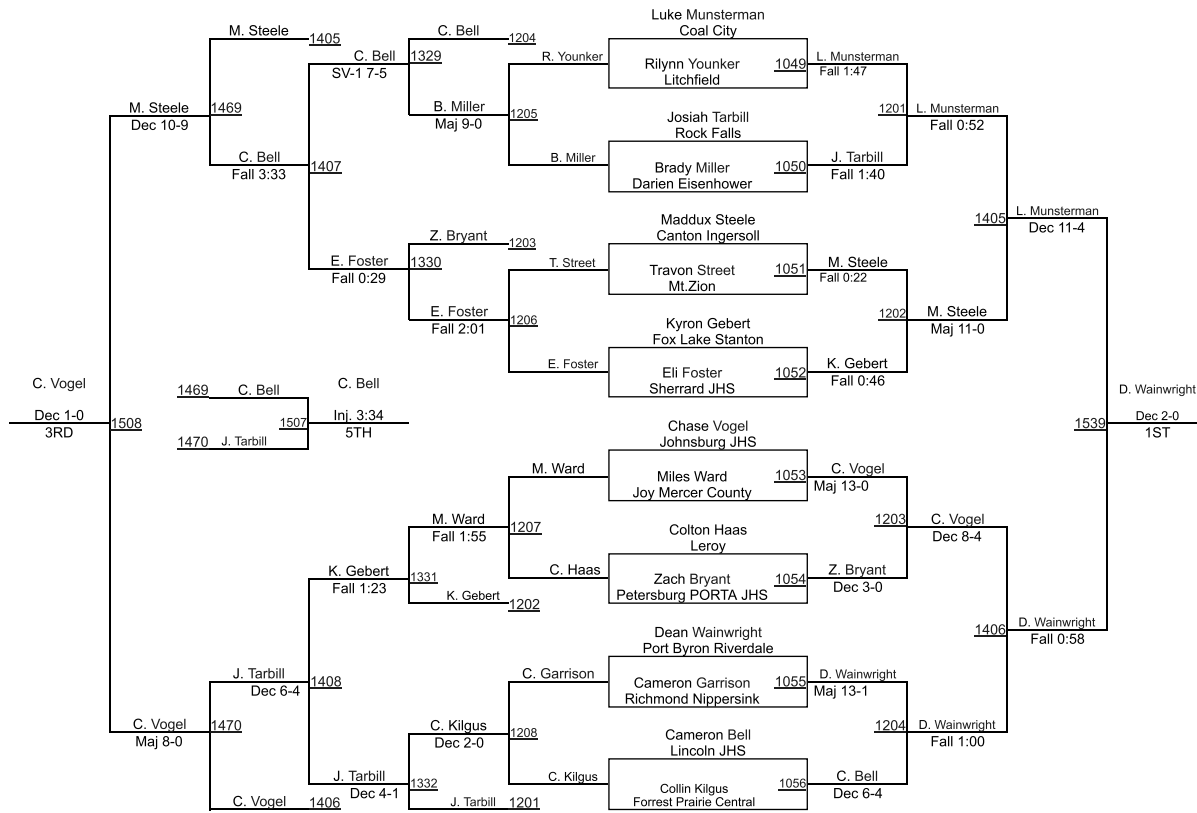 Luke Munsterman
Coal City
M. Steele
1405
C. Bell
1204
C. Bell
1329
SV-1 7-5
R. Younker
Rilynn Younker
1049
Litchfield
L. Munsterman
Fall 1:47
M. Steele
1469
Dec 10-9
B. Miller
1205
Maj 9-0
Josiah Tarbill
Rock Falls
1201
L. Munsterman
Fall 0:52
C. Bell
1407
Fall 3:33
B. Miller
Brady Miller
1050
Darien Eisenhower
J. Tarbill
Fall 1:40
Maddux Steele
Canton Ingersoll
1405
L. Munsterman
Dec 11-4
Z. Bryant
1203
E. Foster
1330
Fall 0:29
T. Street
Travon Street
1051
Mt.Zion
M. Steele
Fall 0:22
E. Foster
1206
Fall 2:01
Kyron Gebert
Fox Lake Stanton
1202
M. Steele
Maj 11-0
E. Foster
Eli Foster
1052
Sherrard JHS
K. Gebert
Fall 0:46
C. Vogel
Dec 1-0
3RD
1508
1469
C. Bell
1470
J. Tarbill
1507
C. Bell
Inj. 3:34
5TH
Chase Vogel
Johnsburg JHS
1539
D. Wainwright
Dec 2-0
1ST
M. Ward
Miles Ward
1053
Joy Mercer County
C. Vogel
Maj 13-0
M. Ward
1207
Fall 1:55
Colton Haas
Leroy
1203
C. Vogel
Dec 8-4
K. Gebert
1331
Fall 1:23
C. Haas
Zach Bryant
1054
Petersburg PORTA JHS
Z. Bryant
Dec 3-0
K. Gebert
1202
Dean Wainwright
Port Byron Riverdale
1406
D. Wainwright
Fall 0:58
J. Tarbill
1408
Dec 6-4
C. Garrison
Cameron Garrison
1055
Richmond Nippersink
D. Wainwright
Maj 13-1
C. Vogel
1470
Maj 8-0
C. Kilgus
1208
Dec 2-0
Cameron Bell
Lincoln JHS
1204
D. Wainwright
Fall 1:00
J. Tarbill
1332
Dec 4-1
C. Kilgus
Collin Kilgus
1056
Forrest Prairie Central
C. Bell
Dec 6-4
C. Vogel
1406
J. Tarbill
1201